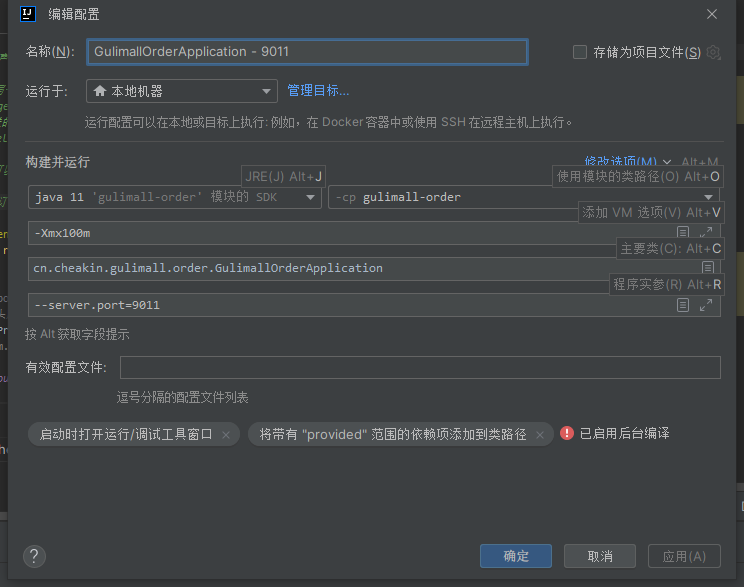 编辑配置
名称(N): GulimallOrderApplication - 9011 存储为项目文件(S)
运行于: 本地机器 管理目标...
运行配置可以在本地或目标上执行: 例如，在 Docker 容器中或使用 SSH 在远程主机上执行。
构建并运行 修改选项(M) Alt+M
JRE(J) Alt+J 使用模块的类路径(O) Alt+O
java 11 'gulimall-order' 模块的 SDK -cp gulimall-order
添加 VM 选项(V) Alt+V
-Xmx100m
主要类(C): Alt+C
cn.cheakin.gulimall.order.GulimallOrderApplication
程序实参(R) Alt+R
--server.port=9011
按 Alt 获取字段提示
有效配置文件:
逗号分隔的配置文件列表
启动时打开运行/调试工具窗口 × 将带有 "provided" 范围的依赖项添加到类路径 × 已启用后台编译
? 确定 取消 应用(A)